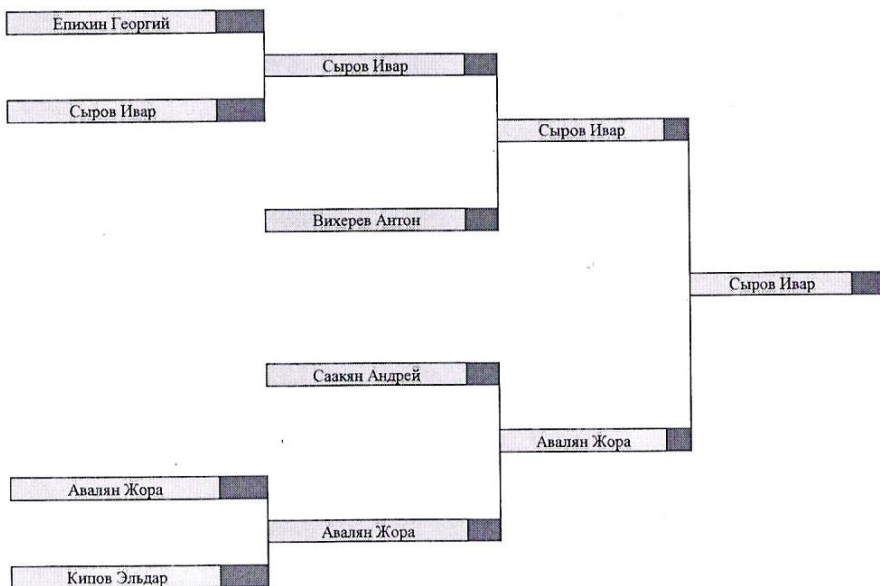 Епихин Георгий
Сыров Ивар
Сыров Ивар
Сыров Ивар
Вихерев Антон
Сыров Ивар
Саакян Андрей
Авалян Жора
Авалян Жора
Авалян Жора
Кипов Эльдар